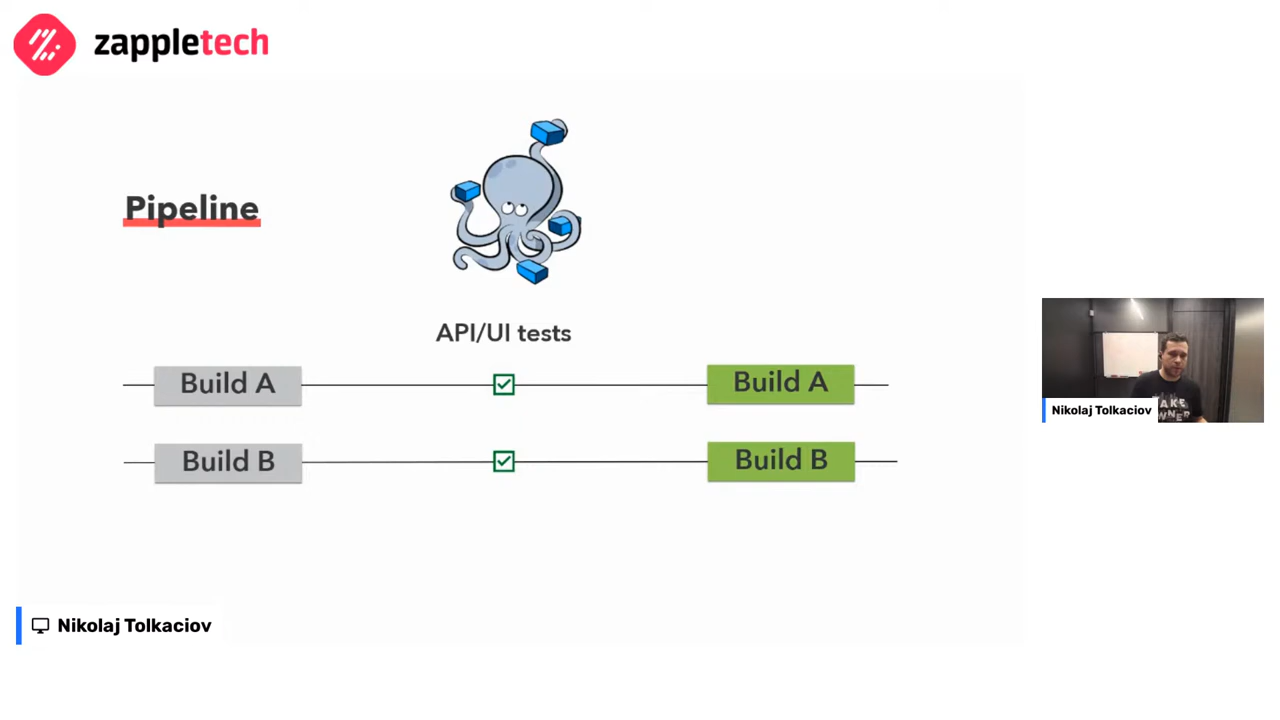 zappletech
Pipeline
API/UI tests
Build A
Build A
Build B
Build B
Nikolaj Tolkaciov
Nikolaj Tolkaciov